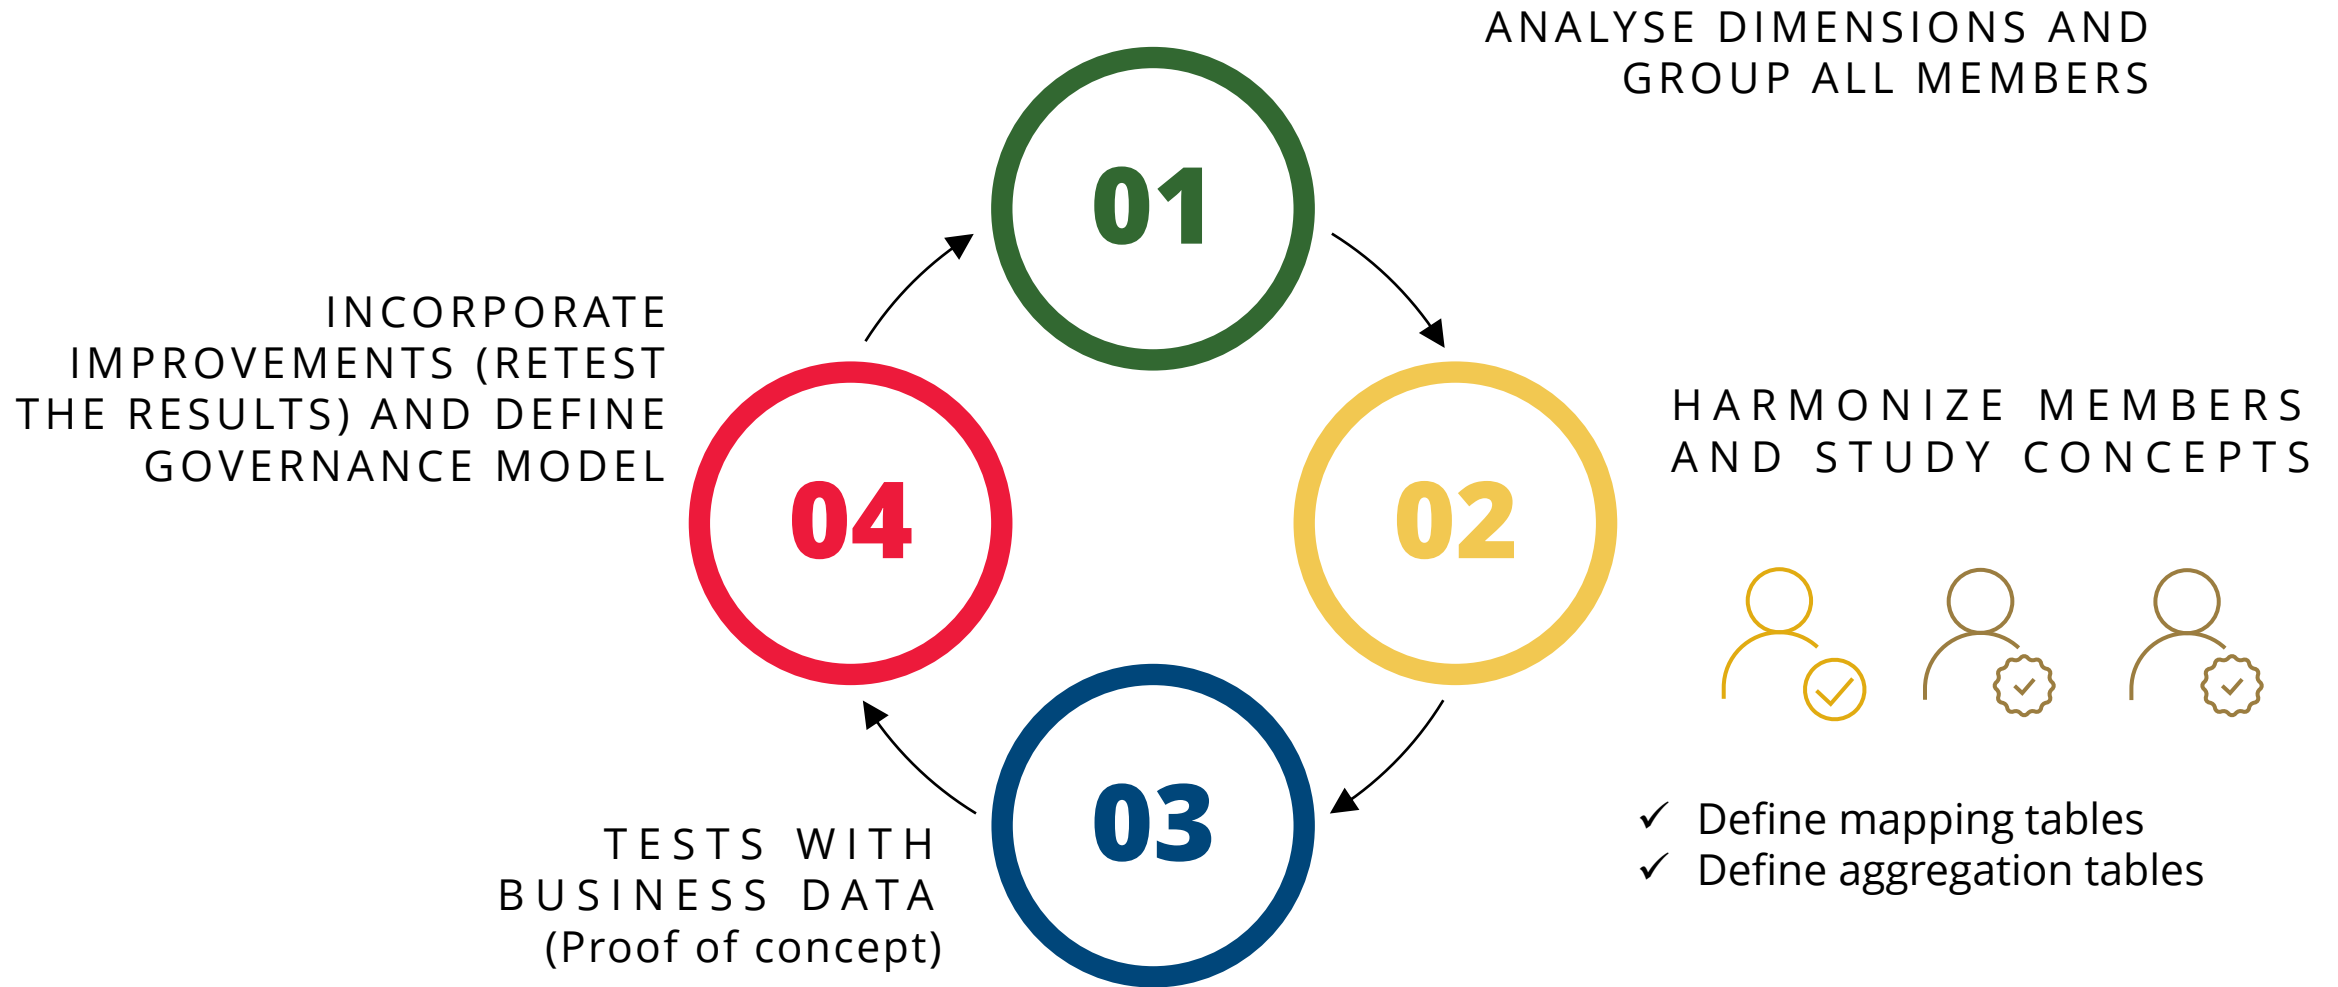 ANALYSE DIMENSIONS AND
GROUP ALL MEMBERS
01
HARMONIZE MEMBERS
AND STUDY CONCEPTS
02
✓ Define mapping tables
✓ Define aggregation tables
03
TESTS WITH
BUSINESS DATA
(Proof of concept)
04
INCORPORATE
IMPROVEMENTS (RETEST
THE RESULTS) AND DEFINE
GOVERNANCE MODEL